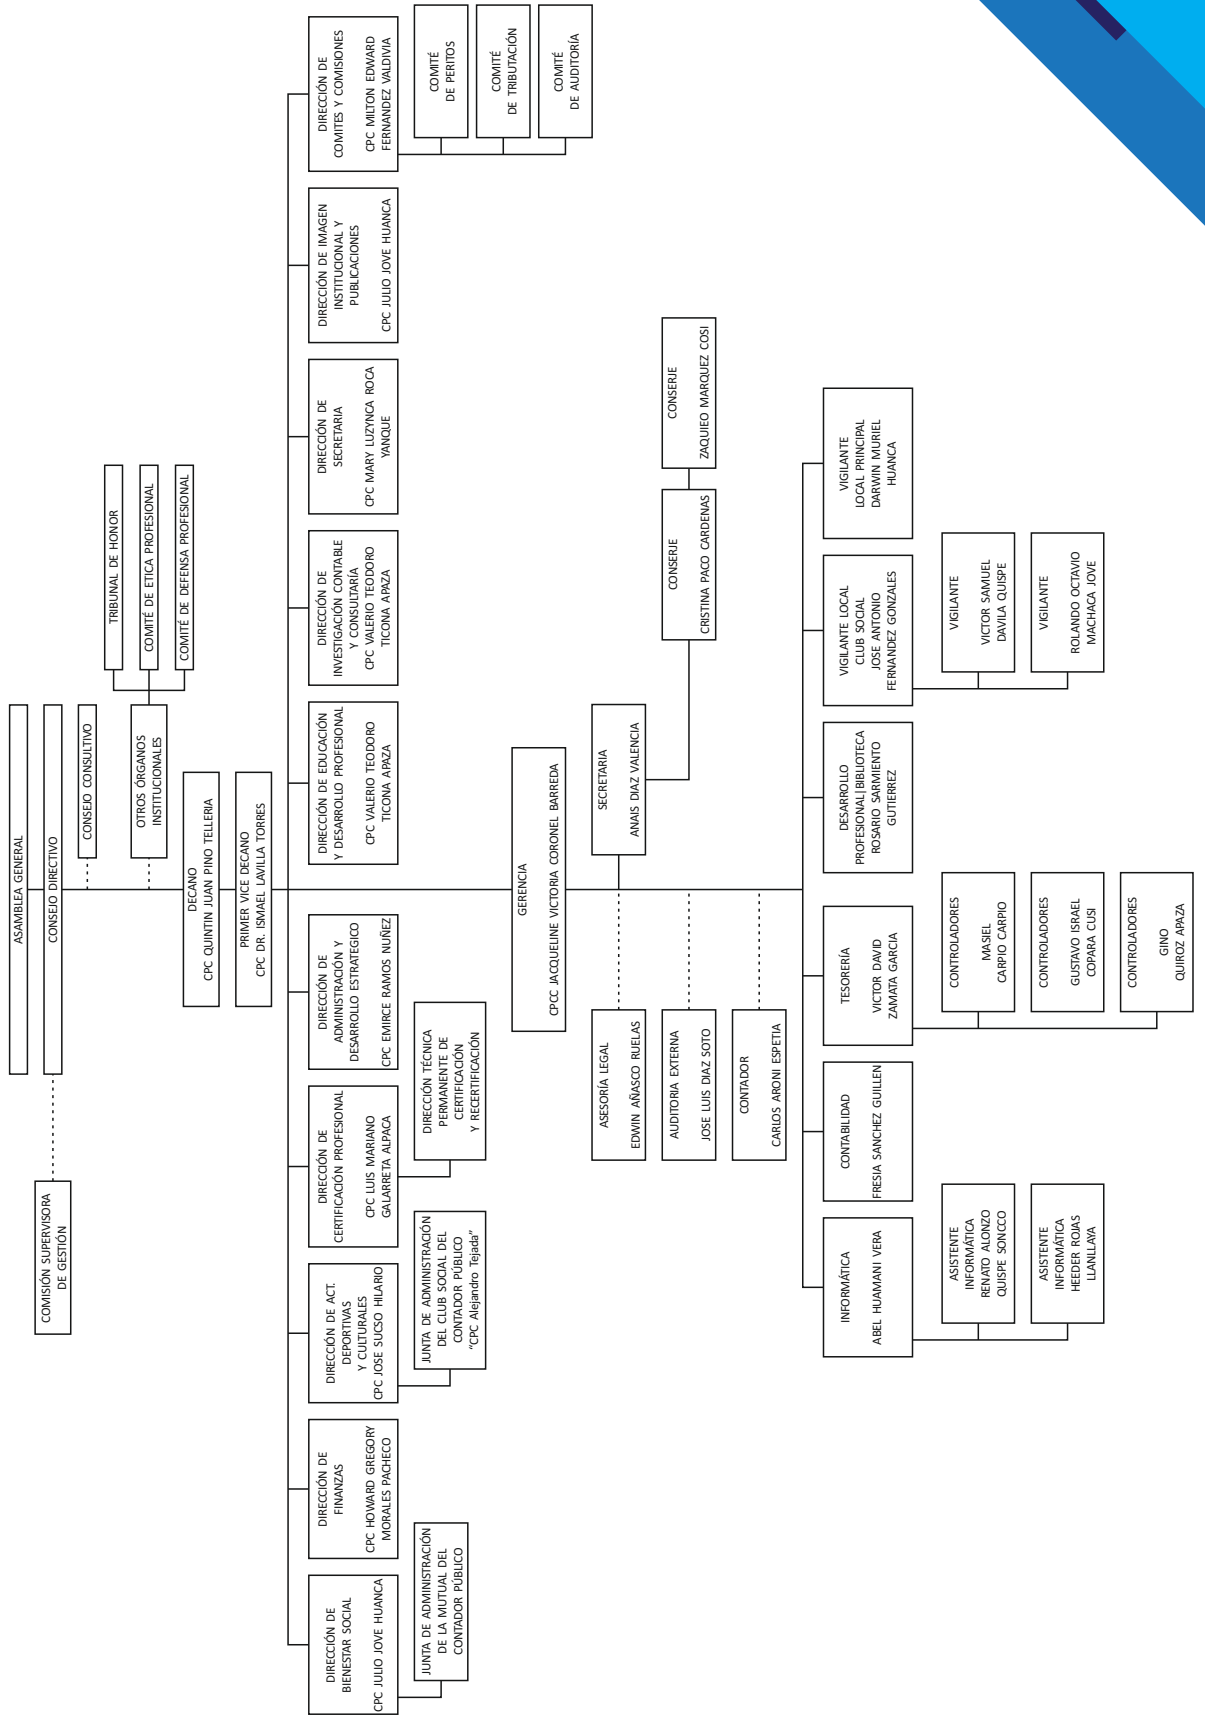 ASAMBLEA GENERAL
CONSEJO DIRECTIVO
COMISIÓN SUPERVISORA
DE GESTIÓN
CONSEJO CONSULTIVO
OTROS ÓRGANOS
INSTITUCIONALES
TRIBUNAL DE HONOR
COMITÉ DE ETICA PROFESIONAL
COMITÉ DE DEFENSA PROFESIONAL
DECANO
CPC QUINTIN JUAN PINO TELLERIA
PRIMER VICE DECANO
CPC DR. ISMAEL LAVILLA TORRES
DIRECCIÓN DE
BIENESTAR SOCIAL
CPC JULIO JOVE HUANCA
JUNTA DE ADMINISTRACIÓN
DE LA MUTUAL DEL
CONTADOR PÚBLICO
DIRECCIÓN DE
FINANZAS
CPC HOWARD GREGORY
MORALES PACHECO
DIRECCIÓN DE ACT.
DEPORTIVAS
Y CULTURALES
CPC JOSE SUCSO HILARIO
JUNTA DE ADMINISTRACIÓN
DEL CLUB SOCIAL DEL
CONTADOR PÚBLICO
"CPC Alejandro Tejada"
DIRECCIÓN DE
CERTIFICACIÓN PROFESIONAL
CPC LUIS MARIANO
GALARRETA ALPACA
DIRECCIÓN TÉCNICA
PERMANENTE DE
CERTIFICACIÓN
Y RECERTIFICACIÓN
DIRECCIÓN DE
ADMINISTRACIÓN Y
DESARROLLO ESTRATEGICO
CPC EMIRCE RAMOS NUÑEZ
DIRECCIÓN DE EDUCACIÓN
Y DESARROLLO PROFESIONAL
CPC VALERIO TEODORO
TICONA APAZA
DIRECCIÓN DE
INVESTIGACIÓN CONTABLE
Y CONSULTARÍA
CPC VALERIO TEODORO
TICONA APAZA
DIRECCIÓN DE
SECRETARIA
CPC MARY LUZYNCA ROCA
YANQUE
DIRECCIÓN DE IMAGEN
INSTITUCIONAL Y
PUBLICACIONES
CPC JULIO JOVE HUANCA
DIRECCIÓN DE
COMITES Y COMISIONES
CPC MILTON EDWARD
FERNANDEZ VALDIVIA
COMITÉ
DE PERITOS
COMITÉ
DE TRIBUTACIÓN
COMITÉ
DE AUDITORÍA
GERENCIA
CPCC JACQUELINE VICTORIA CORONEL BARREDA
ASESORÍA LEGAL
EDWIN AÑASCO RUELAS
SECRETARIA
ANAIS DIAZ VALENCIA
AUDITORIA EXTERNA
JOSE LUIS DIAZ SOTO
CONSERJE
CRISTINA PACO CARDENAS
CONSERJE
ZAQUIEO MARQUEZ COSI
CONTADOR
CARLOS ARONI ESPETIA
INFORMÁTICA
ABEL HUAMANI VERA
ASISTENTE
INFORMÁTICA
RENATO ALONZO
QUISPE SONCCO
ASISTENTE
INFORMÁTICA
HEEDER ROJAS
LLANLLAYA
CONTABILIDAD
FRESIA SANCHEZ GUILLEN
TESORERÍA
VICTOR DAVID
ZAMATA GARCIA
CONTROLADORES
MASIEL
CARPIO CARPIO
CONTROLADORES
GUSTAVO ISRAEL
COPARA CUSI
CONTROLADORES
GINO
QUIROZ APAZA
DESARROLLO
PROFESIONAL|BIBLIOTECA
ROSARIO SARMIENTO
GUTIERREZ
VIGILANTE LOCAL
CLUB SOCIAL
JOSE ANTONIO
FERNANDEZ GONZALES
VIGILANTE
VICTOR SAMUEL
DAVILA QUISPE
VIGILANTE
ROLANDO OCTAVIO
MACHACA JOVE
VIGILANTE
LOCAL PRINCIPAL
DARWIN MURIEL
HUANCA